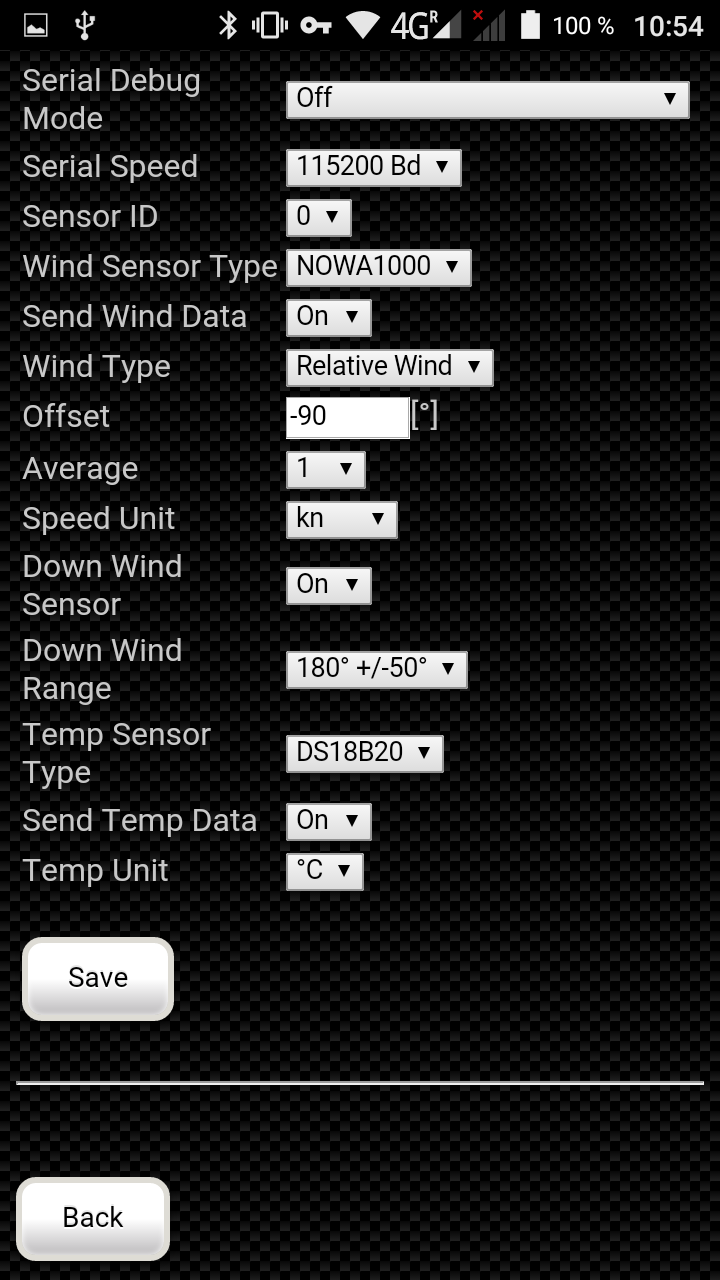 4G R 100 % 10:54
Serial Debug
Mode
Off
Serial Speed 115200 Bd
Sensor ID 0
Wind Sensor Type NOWA1000
Send Wind Data On
Wind Type Relative Wind
Offset -90 [°]
Average 1
Speed Unit kn
Down Wind
Sensor
On
Down Wind
Range
180° +/-50°
Temp Sensor
Type
DS18B20
Send Temp Data On
Temp Unit °C
Save
Back